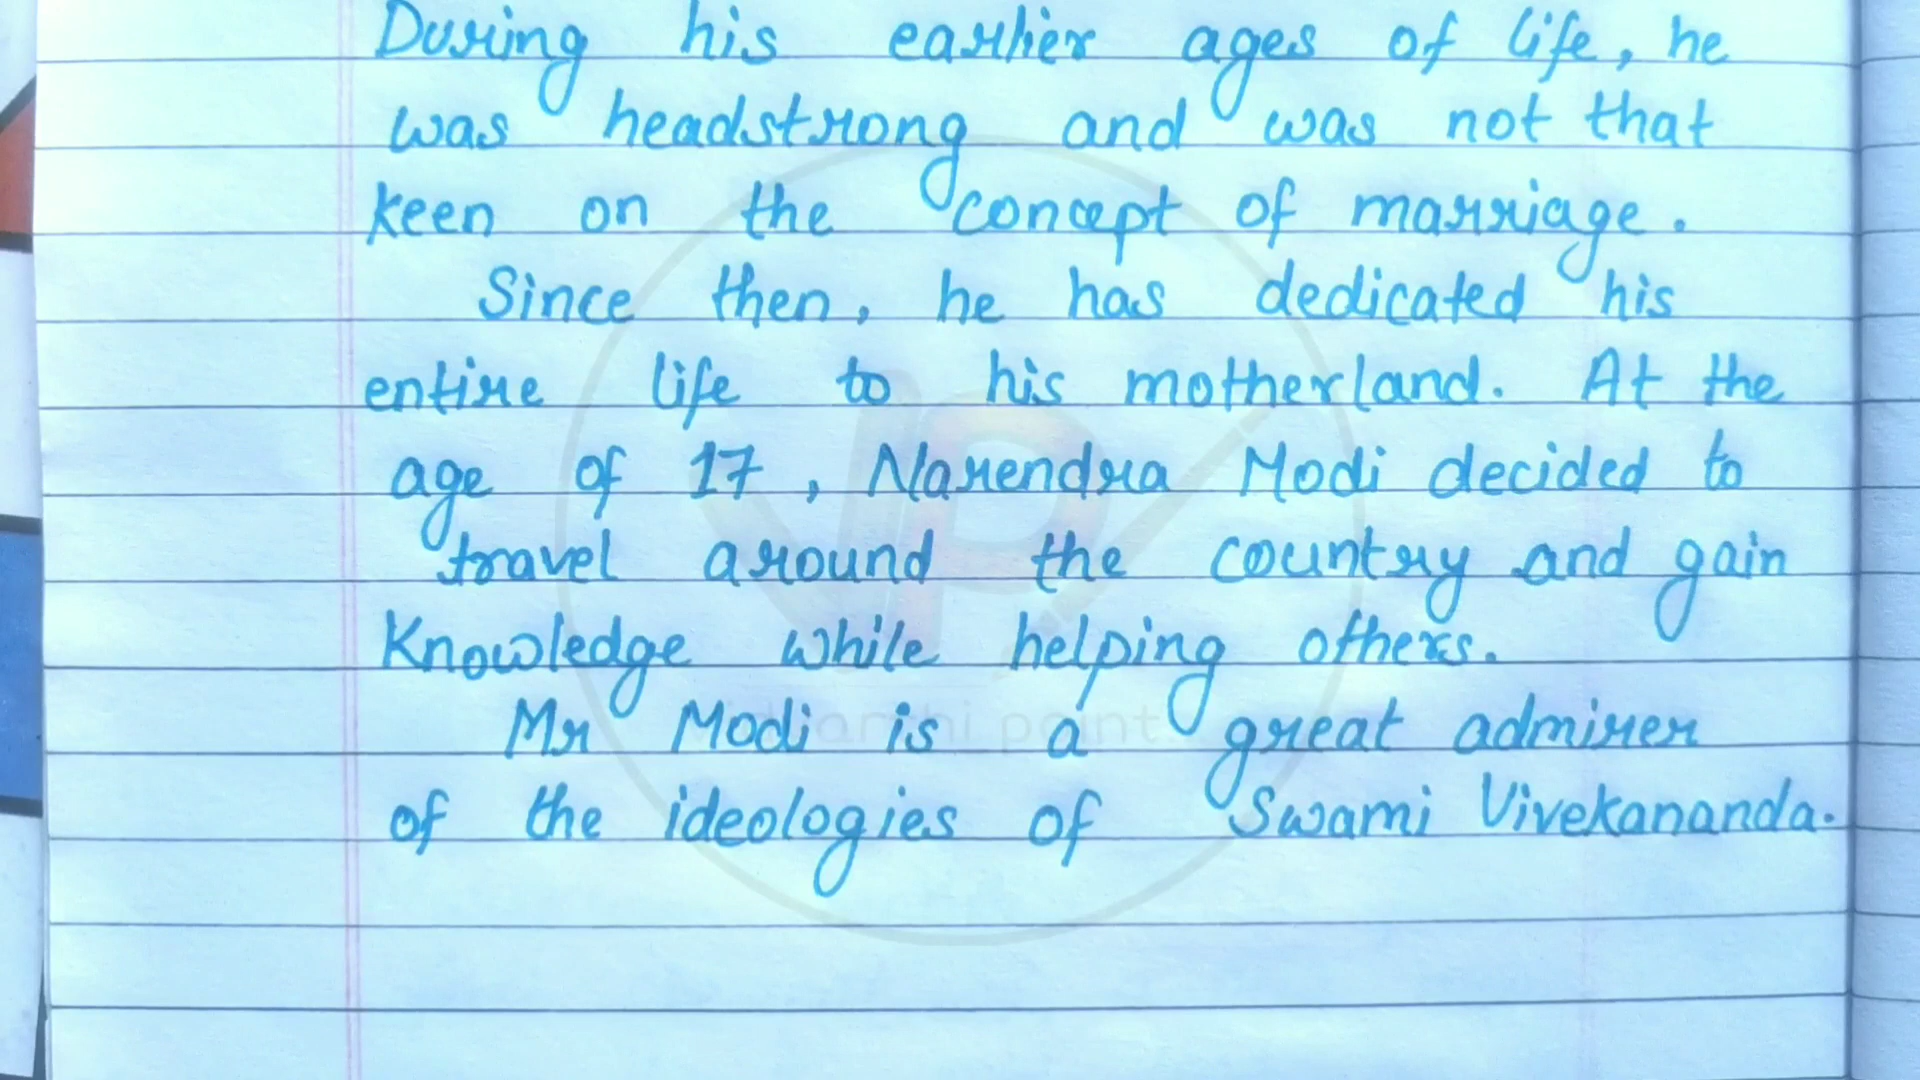 During his earlier ages of life, he
was headstrong and was not that
keen on the concept of marriage.
Since then, he has dedicated his
entire life to his motherland. At the
age of 17, Narendra Modi decided to
travel around the country and gain
Knowledge while helping others.
Mr Modi is a great admirer
of the ideologies of Swami Vivekananda.